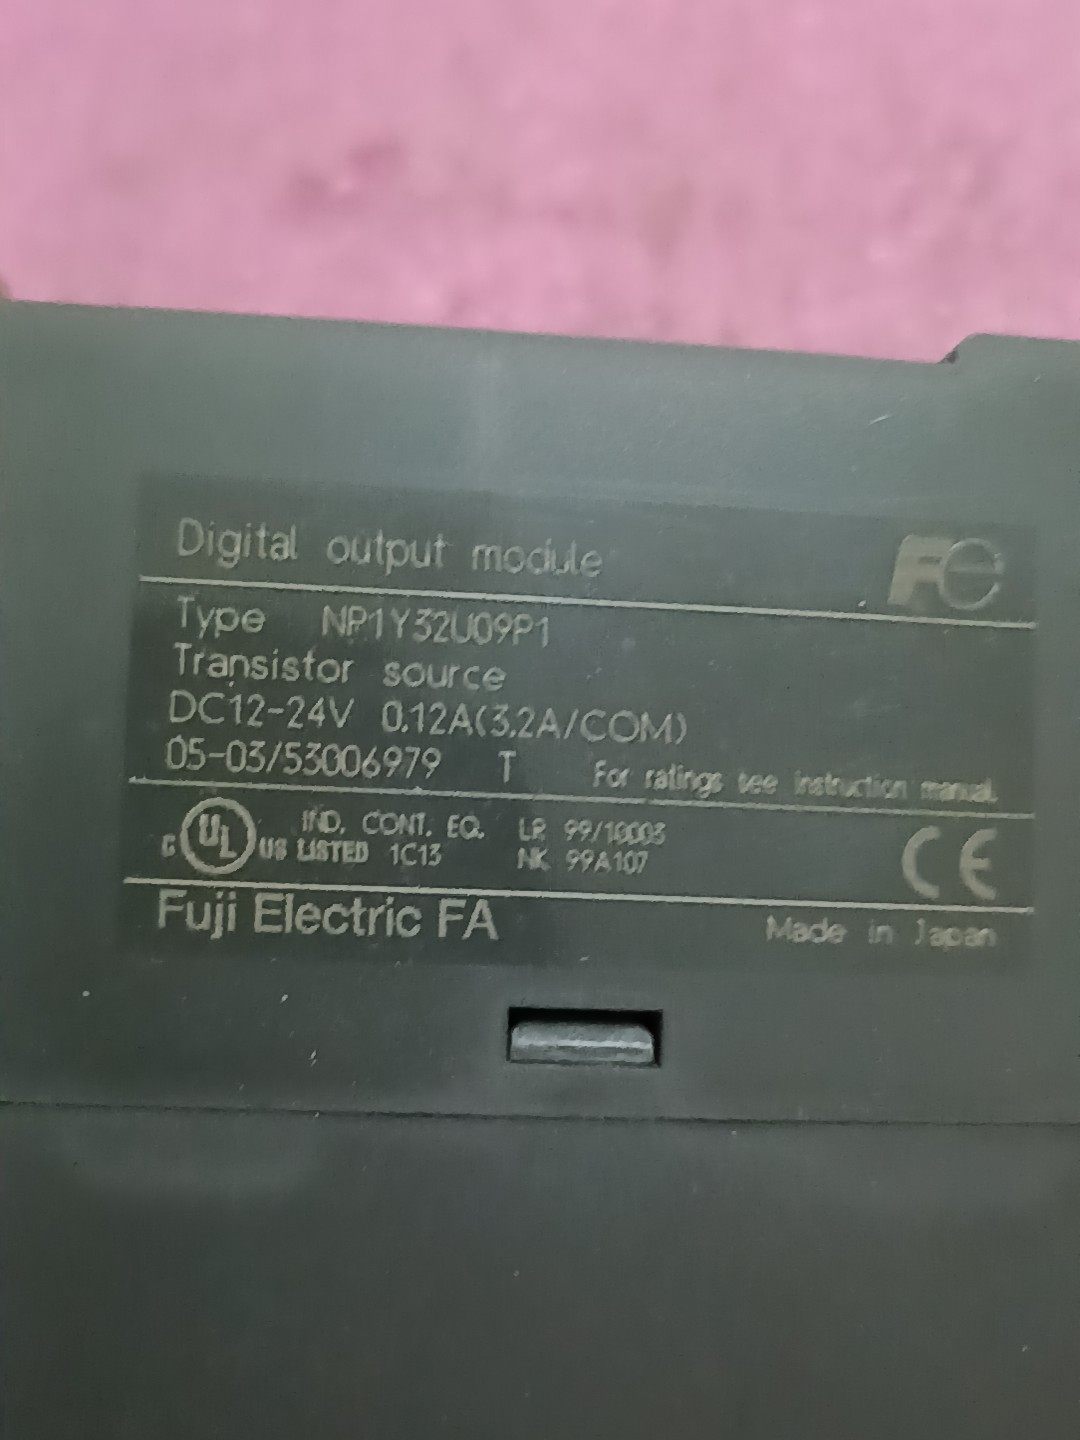 Digital output module
Fe
Type NP1Y32U09P1
Transistor source
DC12-24V 0.12A(3.2A/COM)
05-03/53006979 T For ratings see instruction manual.
C UL US LISTED IND. CONT. EQ. 1C13
LR 99/10003
NK 99A107
CE
Fuji Electric FA
Made in Japan